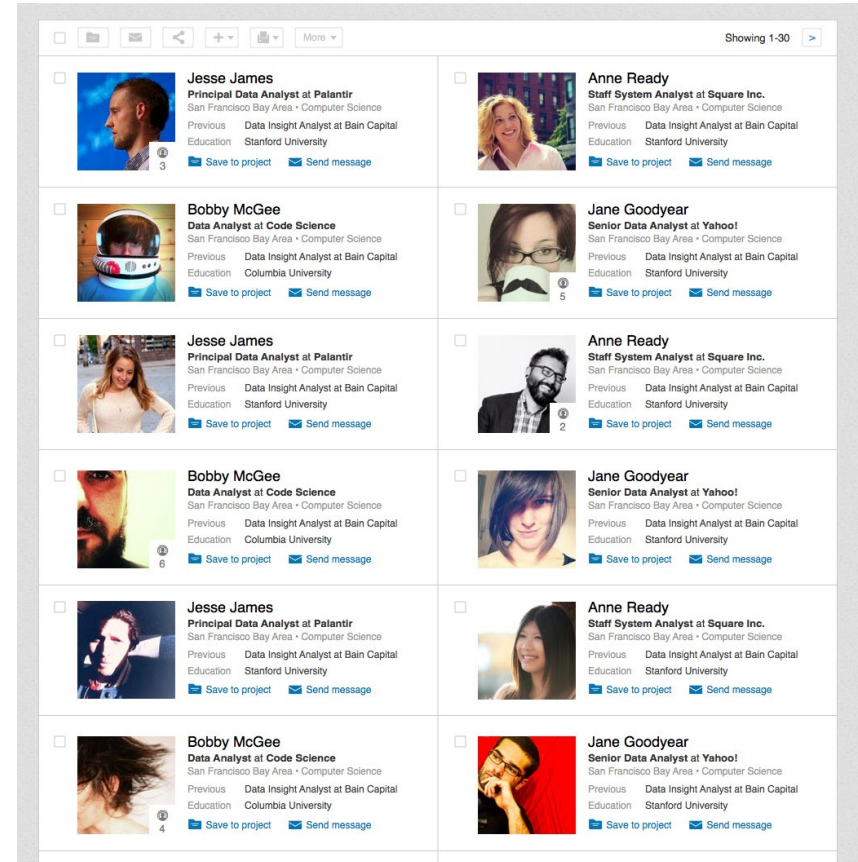 More
Showing 1-30 >
Jesse James
Principal Data Analyst at Palantir
San Francisco Bay Area • Computer Science
Previous Data Insight Analyst at Bain Capital
Education Stanford University
3
Save to project Send message
Anne Ready
Staff System Analyst at Square Inc.
San Francisco Bay Area • Computer Science
Previous Data Insight Analyst at Bain Capital
Education Stanford University
Save to project Send message
Bobby McGee
Data Analyst at Code Science
San Francisco Bay Area • Computer Science
Previous Data Insight Analyst at Bain Capital
Education Columbia University
Save to project Send message
Jane Goodyear
Senior Data Analyst at Yahoo!
San Francisco Bay Area • Computer Science
Previous Data Insight Analyst at Bain Capital
Education Stanford University
5
Save to project Send message
Jesse James
Principal Data Analyst at Palantir
San Francisco Bay Area • Computer Science
Previous Data Insight Analyst at Bain Capital
Education Stanford University
Save to project Send message
Anne Ready
Staff System Analyst at Square Inc.
San Francisco Bay Area • Computer Science
Previous Data Insight Analyst at Bain Capital
Education Stanford University
2
Save to project Send message
Bobby McGee
Data Analyst at Code Science
San Francisco Bay Area • Computer Science
Previous Data Insight Analyst at Bain Capital
Education Columbia University
6
Save to project Send message
Jane Goodyear
Senior Data Analyst at Yahoo!
San Francisco Bay Area • Computer Science
Previous Data Insight Analyst at Bain Capital
Education Stanford University
Save to project Send message
Jesse James
Principal Data Analyst at Palantir
San Francisco Bay Area • Computer Science
Previous Data Insight Analyst at Bain Capital
Education Stanford University
Save to project Send message
Anne Ready
Staff System Analyst at Square Inc.
San Francisco Bay Area • Computer Science
Previous Data Insight Analyst at Bain Capital
Education Stanford University
Save to project Send message
Bobby McGee
Data Analyst at Code Science
San Francisco Bay Area • Computer Science
Previous Data Insight Analyst at Bain Capital
Education Columbia University
4
Save to project Send message
Jane Goodyear
Senior Data Analyst at Yahoo!
San Francisco Bay Area • Computer Science
Previous Data Insight Analyst at Bain Capital
Education Stanford University
Save to project Send message